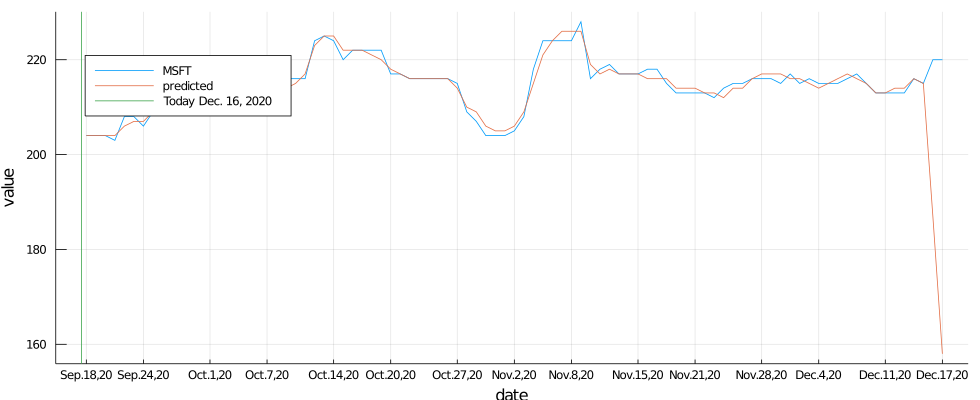 220
200
180
160
value
MSFT
predicted
Today Dec. 16, 2020
Sep.18,20 Sep.24,20 Oct.1,20 Oct.7,20 Oct.14,20 Oct.20,20 Oct.27,20 Nov.2,20 Nov.8,20 Nov.15,20 Nov.21,20 Nov.28,20 Dec.4,20 Dec.11,20 Dec.17,20
date